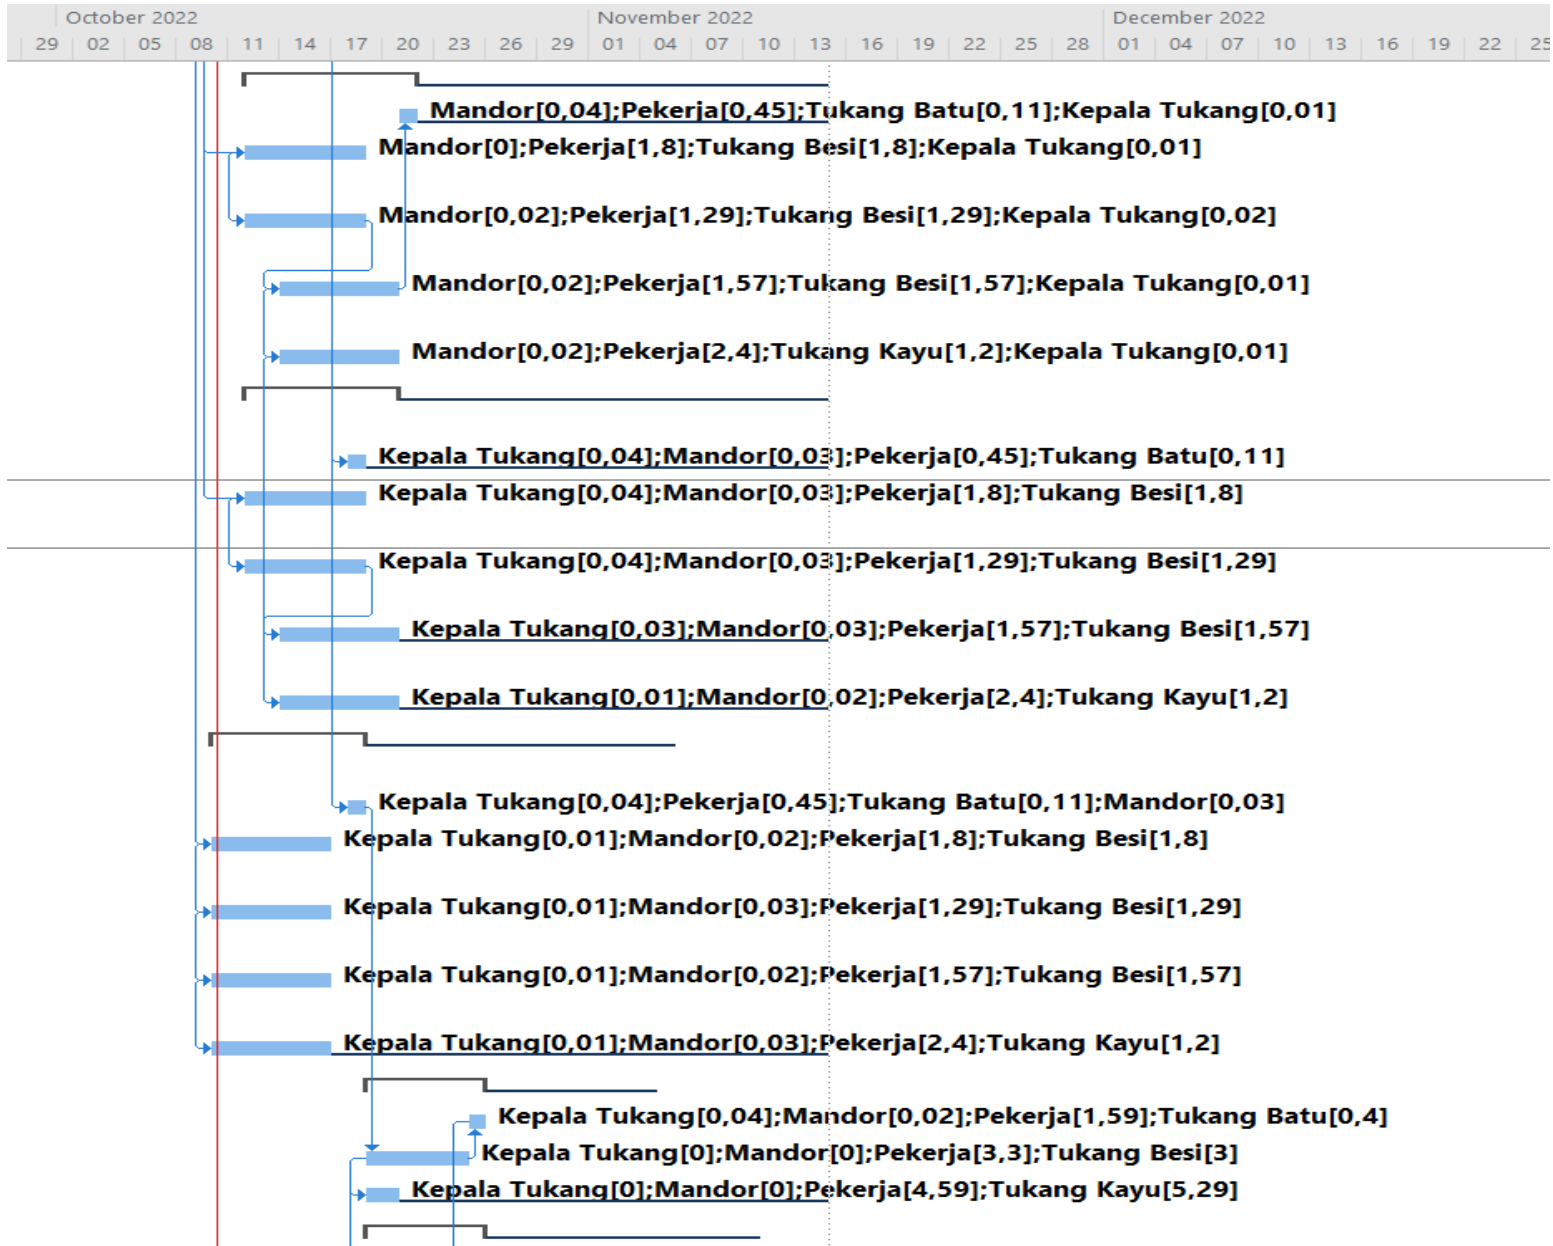 October 2022 November 2022 December 2022
29 02 05 08 11 14 17 20 23 26 29 01 04 07 10 13 16 19 22 25 28 01 04 07 10 13 16 19 22 25
Mandor[0,04];Pekerja[0,45];Tukang Batu[0,11];Kepala Tukang[0,01]
Mandor[0];Pekerja[1,8];Tukang Besi[1,8];Kepala Tukang[0,01]
Mandor[0,02];Pekerja[1,29];Tukang Besi[1,29];Kepala Tukang[0,02]
Mandor[0,02];Pekerja[1,57];Tukang Besi[1,57];Kepala Tukang[0,01]
Mandor[0,02];Pekerja[2,4];Tukang Kayu[1,2];Kepala Tukang[0,01]
Kepala Tukang[0,04];Mandor[0,03];Pekerja[0,45];Tukang Batu[0,11]
Kepala Tukang[0,04];Mandor[0,03];Pekerja[1,8];Tukang Besi[1,8]
Kepala Tukang[0,04];Mandor[0,03];Pekerja[1,29];Tukang Besi[1,29]
Kepala Tukang[0,03];Mandor[0,03];Pekerja[1,57];Tukang Besi[1,57]
Kepala Tukang[0,01];Mandor[0,02];Pekerja[2,4];Tukang Kayu[1,2]
Kepala Tukang[0,04];Pekerja[0,45];Tukang Batu[0,11];Mandor[0,03]
Kepala Tukang[0,01];Mandor[0,02];Pekerja[1,8];Tukang Besi[1,8]
Kepala Tukang[0,01];Mandor[0,03];Pekerja[1,29];Tukang Besi[1,29]
Kepala Tukang[0,01];Mandor[0,02];Pekerja[1,57];Tukang Besi[1,57]
Kepala Tukang[0,01];Mandor[0,03];Pekerja[2,4];Tukang Kayu[1,2]
Kepala Tukang[0,04];Mandor[0,02];Pekerja[1,59];Tukang Batu[0,4]
Kepala Tukang[0];Mandor[0];Pekerja[3,3];Tukang Besi[3]
Kepala Tukang[0];Mandor[0];Pekerja[4,59];Tukang Kayu[5,29]